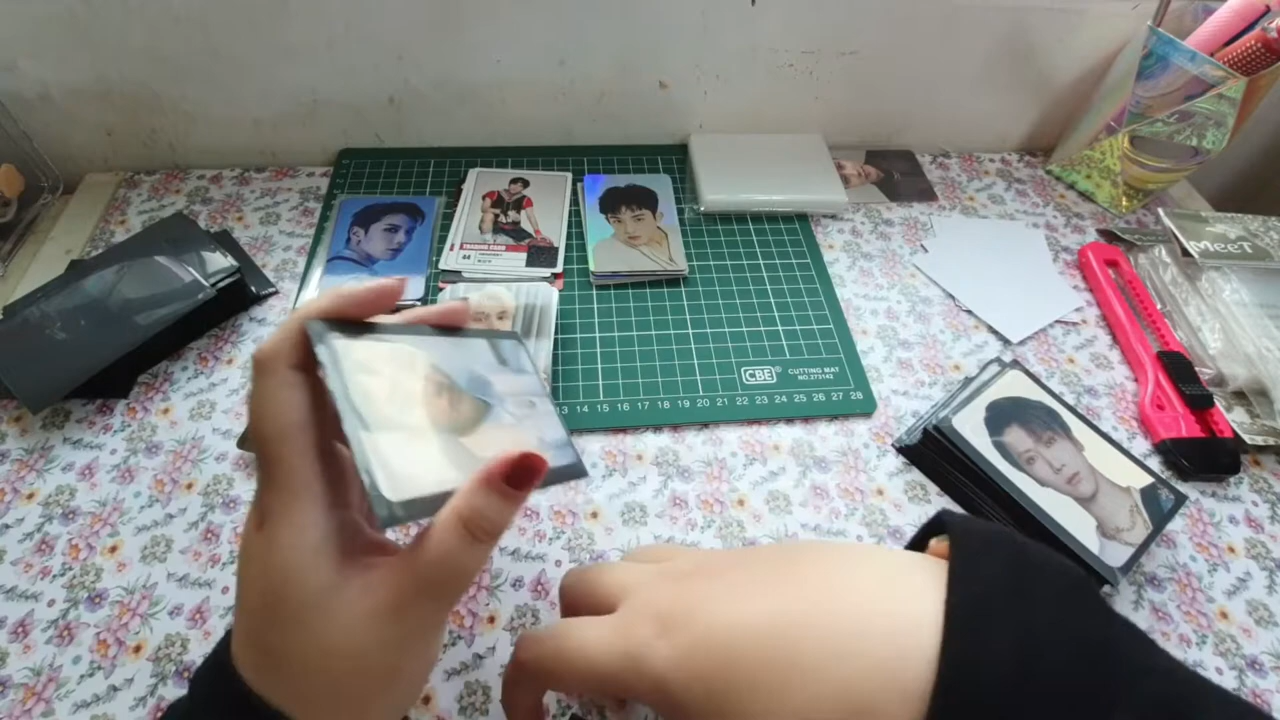 TRADING CARD
44
MeeT
CBE® CUTTING MAT
NO.273142
13 14 15 16 17 18 19 20 21 22 23 24 25 26 27 28